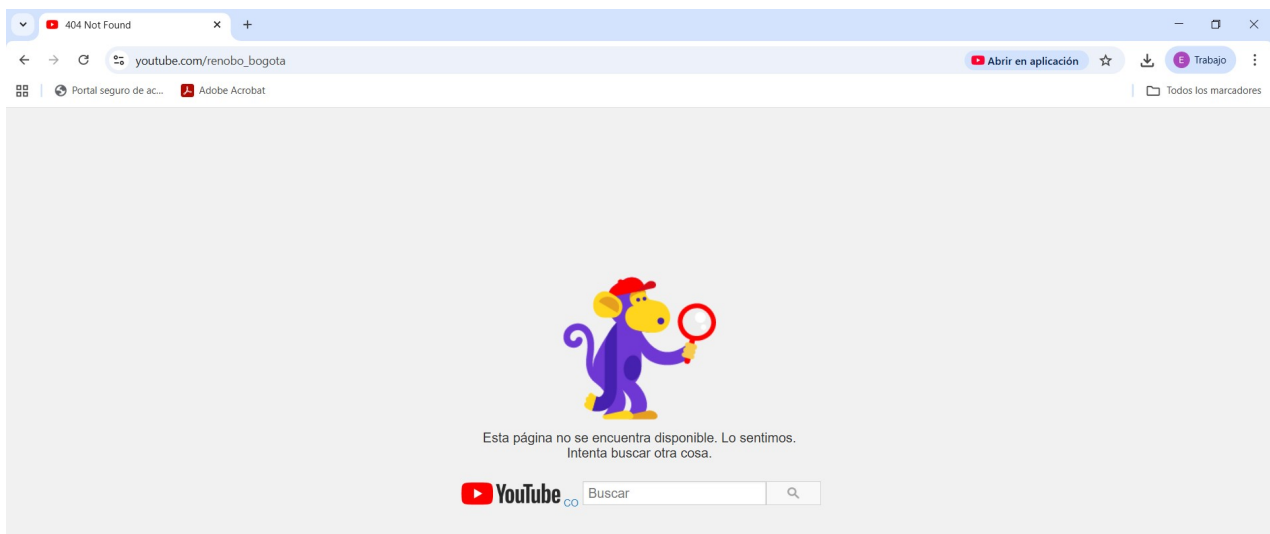 404 Not Found
youtube.com/renobo_bogota
Abrir en aplicación
E Trabajo
Portal seguro de ac...
Adobe Acrobat
Todos los marcadores
Esta página no se encuentra disponible. Lo sentimos.
Intenta buscar otra cosa.
YouTube CO
Buscar